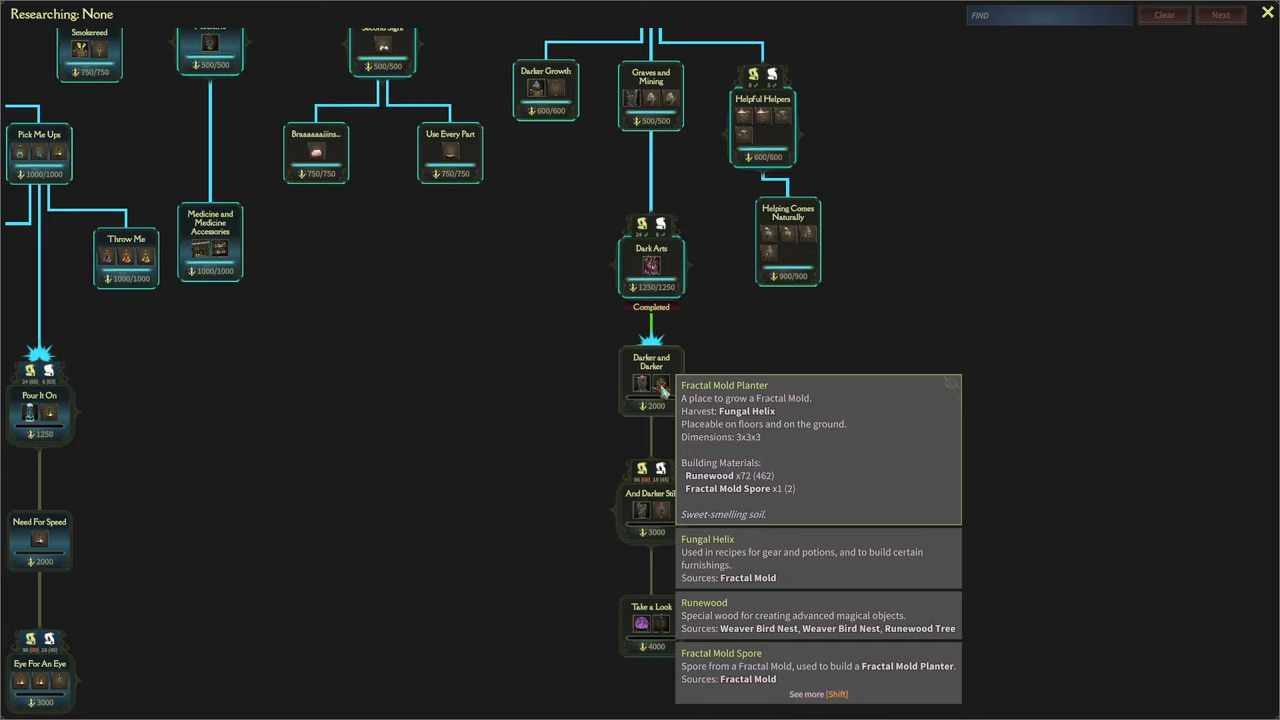 Researching: None
FIND
Clear
Next
Smokereed
750/750
500/500
Second Sight
500/500
Darker Growth
600/600
Graves and
Mining
500/500
Helpful Helpers
600/600
Pick Me Ups
1000/1000
Braaaaaaiiins...
750/750
Use Every Part
750/750
Throw Me
1000/1000
Medicine and
Medicine
Accessories
1000/1000
Dark Arts
1250/1250
Completed
Helping Comes
Naturally
900/900
24 (69) 6 (63)
Pour It On
1250
Darker and
Darker
2000
Fractal Mold Planter
A place to grow a Fractal Mold.
Harvest: Fungal Helix
Placeable on floors and on the ground.
Dimensions: 3x3x3
Building Materials:
Runewood x72 (462)
Fractal Mold Spore x1 (2)
Sweet-smelling soil.
And Darker Still
3000
Need For Speed
2000
Fungal Helix
Used in recipes for gear and potions, and to build certain
furnishings.
Sources: Fractal Mold
Take a Look
4000
Runewood
Special wood for creating advanced magical objects.
Sources: Weaver Bird Nest, Weaver Bird Nest, Runewood Tree
Eye For An Eye
3000
Fractal Mold Spore
Spore from a Fractal Mold, used to build a Fractal Mold Planter.
Sources: Fractal Mold
See more [Shift]